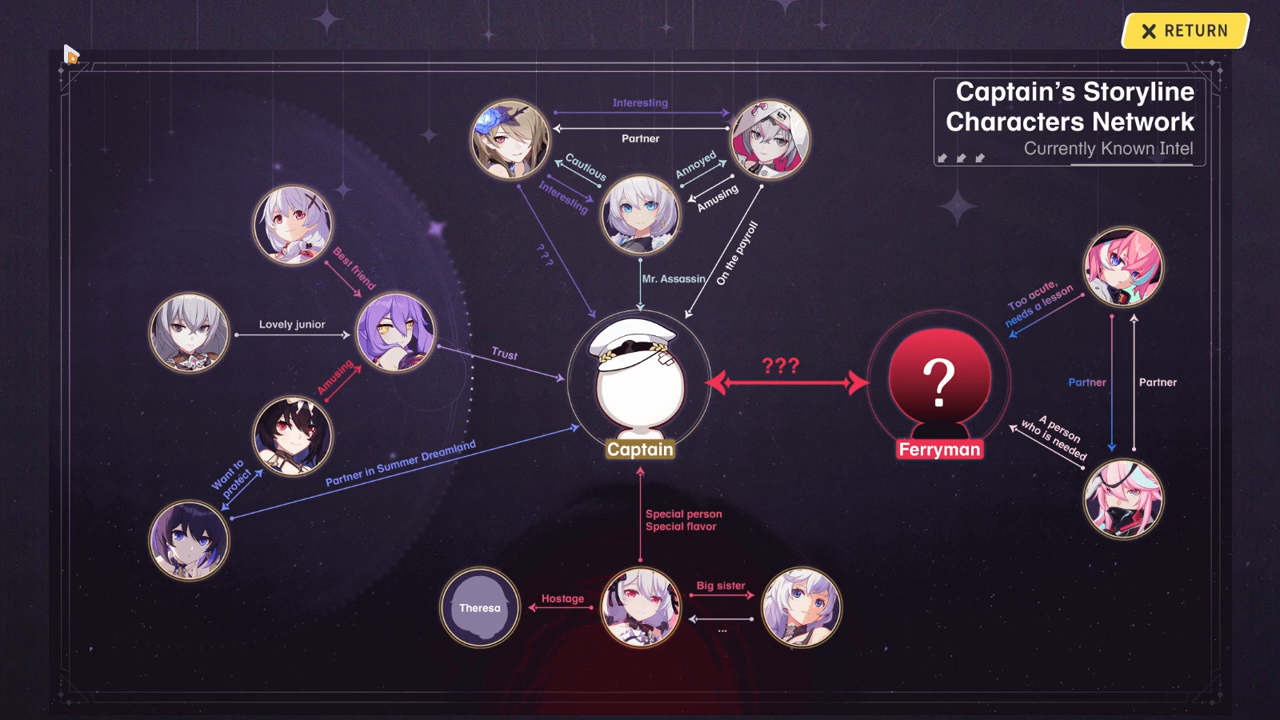 RETURN
Captain's Storyline
Characters Network
Currently Known Intel
Interesting
Partner
Cautious
Interesting
Annoyed
Amusing
???
Mr. Assassin
On the payroll
Best friend
Lovely junior
Amusing
Trust
Want to
protect
Partner in Summer Dreamland
Captain
???
?
Ferryman
Too acute,
needs a lesson
Partner
Partner
A person
who is needed
Special person
Special flavor
Theresa
Hostage
Big sister
...